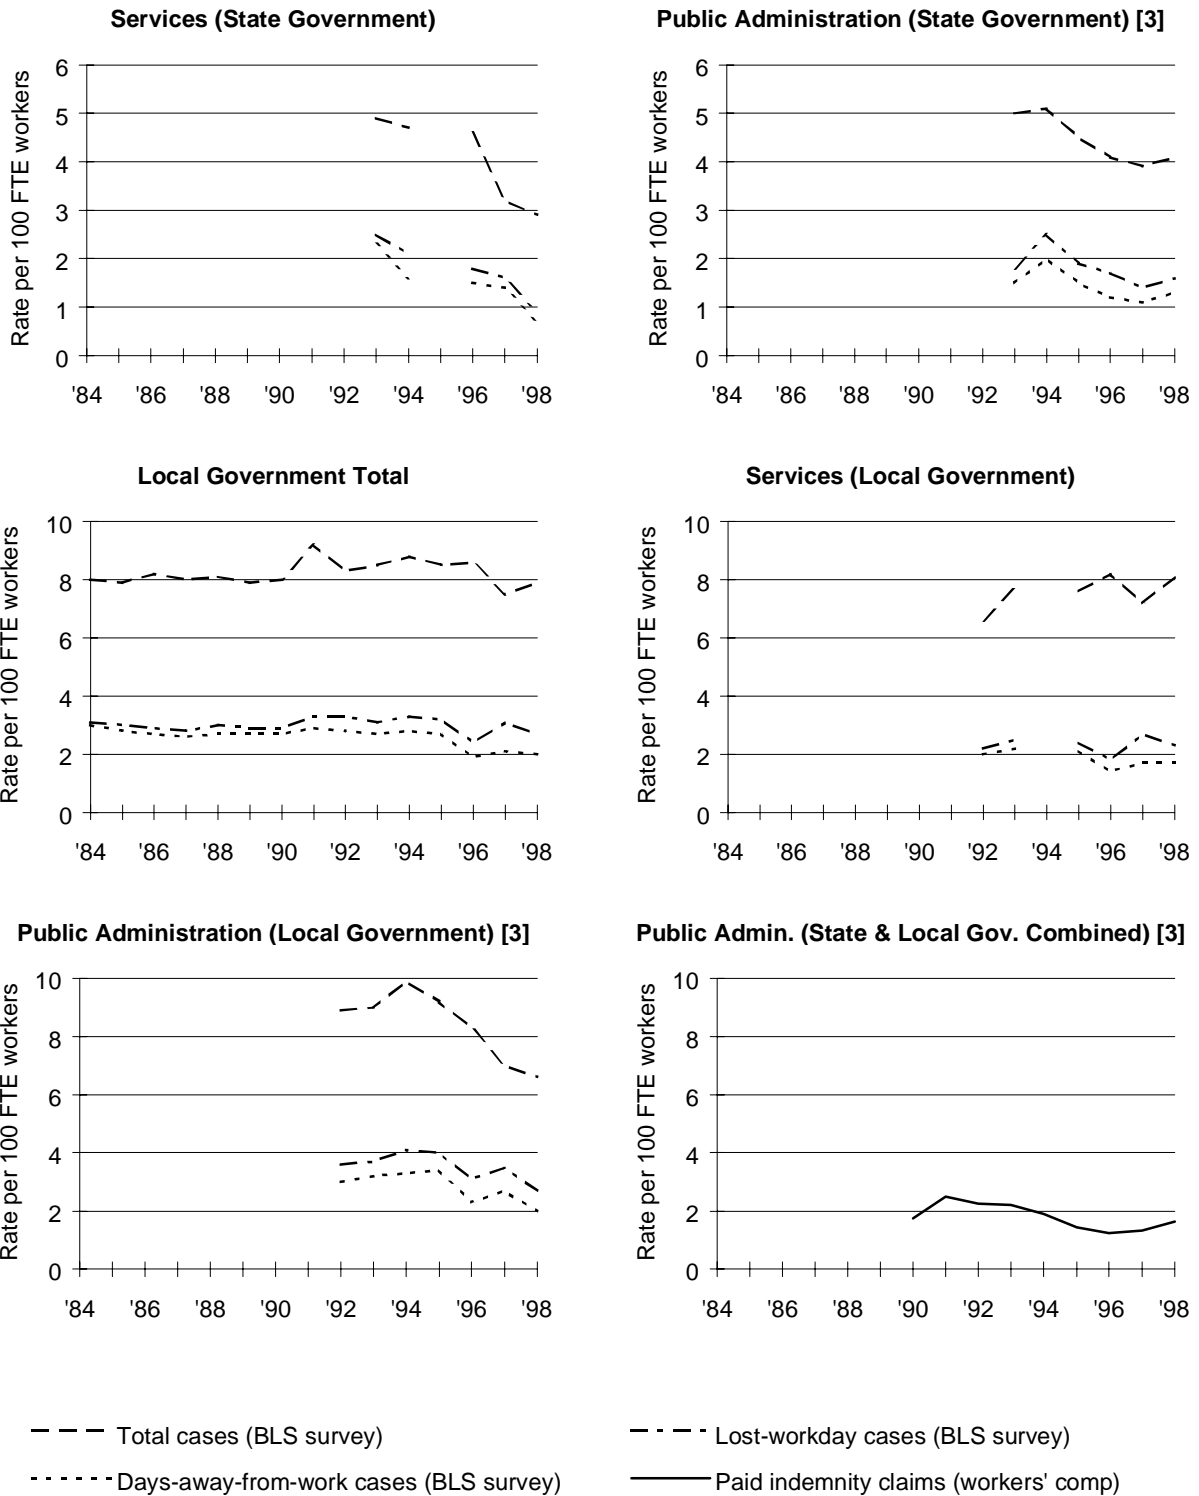 Services (State Government)
Rate per 100 FTE workers
6
5
4
3
2
1
0
'84 '86 '88 '90 '92 '94 '96 '98
Public Administration (State Government) [3]
Rate per 100 FTE workers
6
5
4
3
2
1
0
'84 '86 '88 '90 '92 '94 '96 '98
Local Government Total
Rate per 100 FTE workers
10
8
6
4
2
0
'84 '86 '88 '90 '92 '94 '96 '98
Services (Local Government)
Rate per 100 FTE workers
10
8
6
4
2
0
'84 '86 '88 '90 '92 '94 '96 '98
Public Administration (Local Government) [3]
Rate per 100 FTE workers
10
8
6
4
2
0
'84 '86 '88 '90 '92 '94 '96 '98
Public Admin. (State & Local Gov. Combined) [3]
Rate per 100 FTE workers
10
8
6
4
2
0
'84 '86 '88 '90 '92 '94 '96 '98
Total cases (BLS survey)
Lost-workday cases (BLS survey)
Days-away-from-work cases (BLS survey)
Paid indemnity claims (workers' comp)